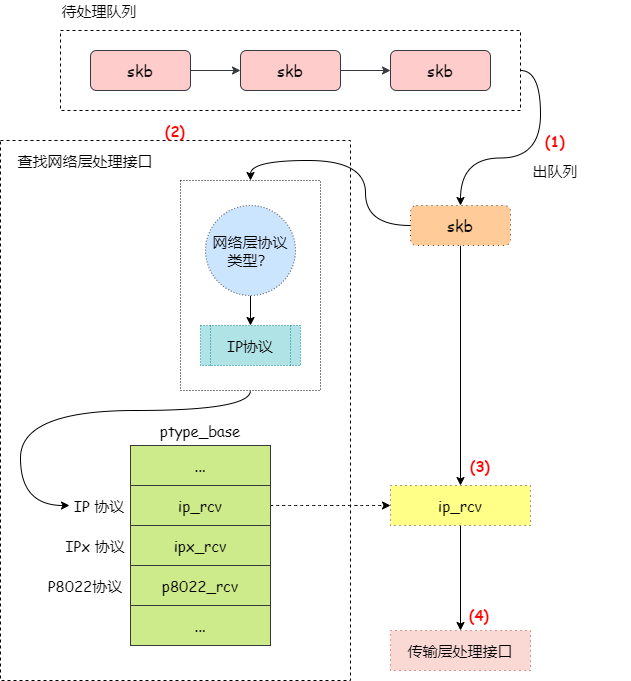 待处理队列
skb
skb
skb
(1)
出队列
(2)
查找网络层处理接口
skb
网络层协议
类型?
IP协议
ptype_base
...
(3)
IP 协议
ip_rcv
ip_rcv
IPx 协议
ipx_rcv
P8022协议
p8022_rcv
...
(4)
传输层处理接口